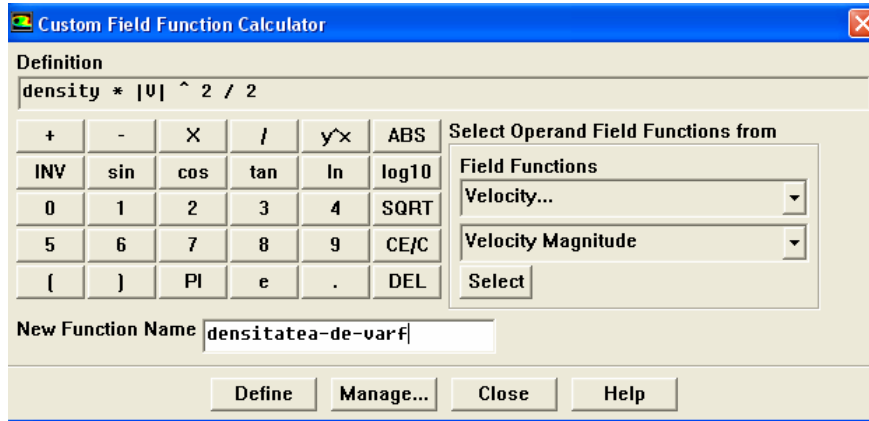 Custom Field Function Calculator
Definition
density * |V| ^ 2 / 2
+ - X / y^x ABS
INV sin cos tan ln log10
0 1 2 3 4 SQRT
5 6 7 8 9 CE/C
( ) PI e . DEL
Select Operand Field Functions from
Field Functions
Velocity...
Velocity Magnitude
Select
New Function Name densitatea-de-varf
Define Manage... Close Help